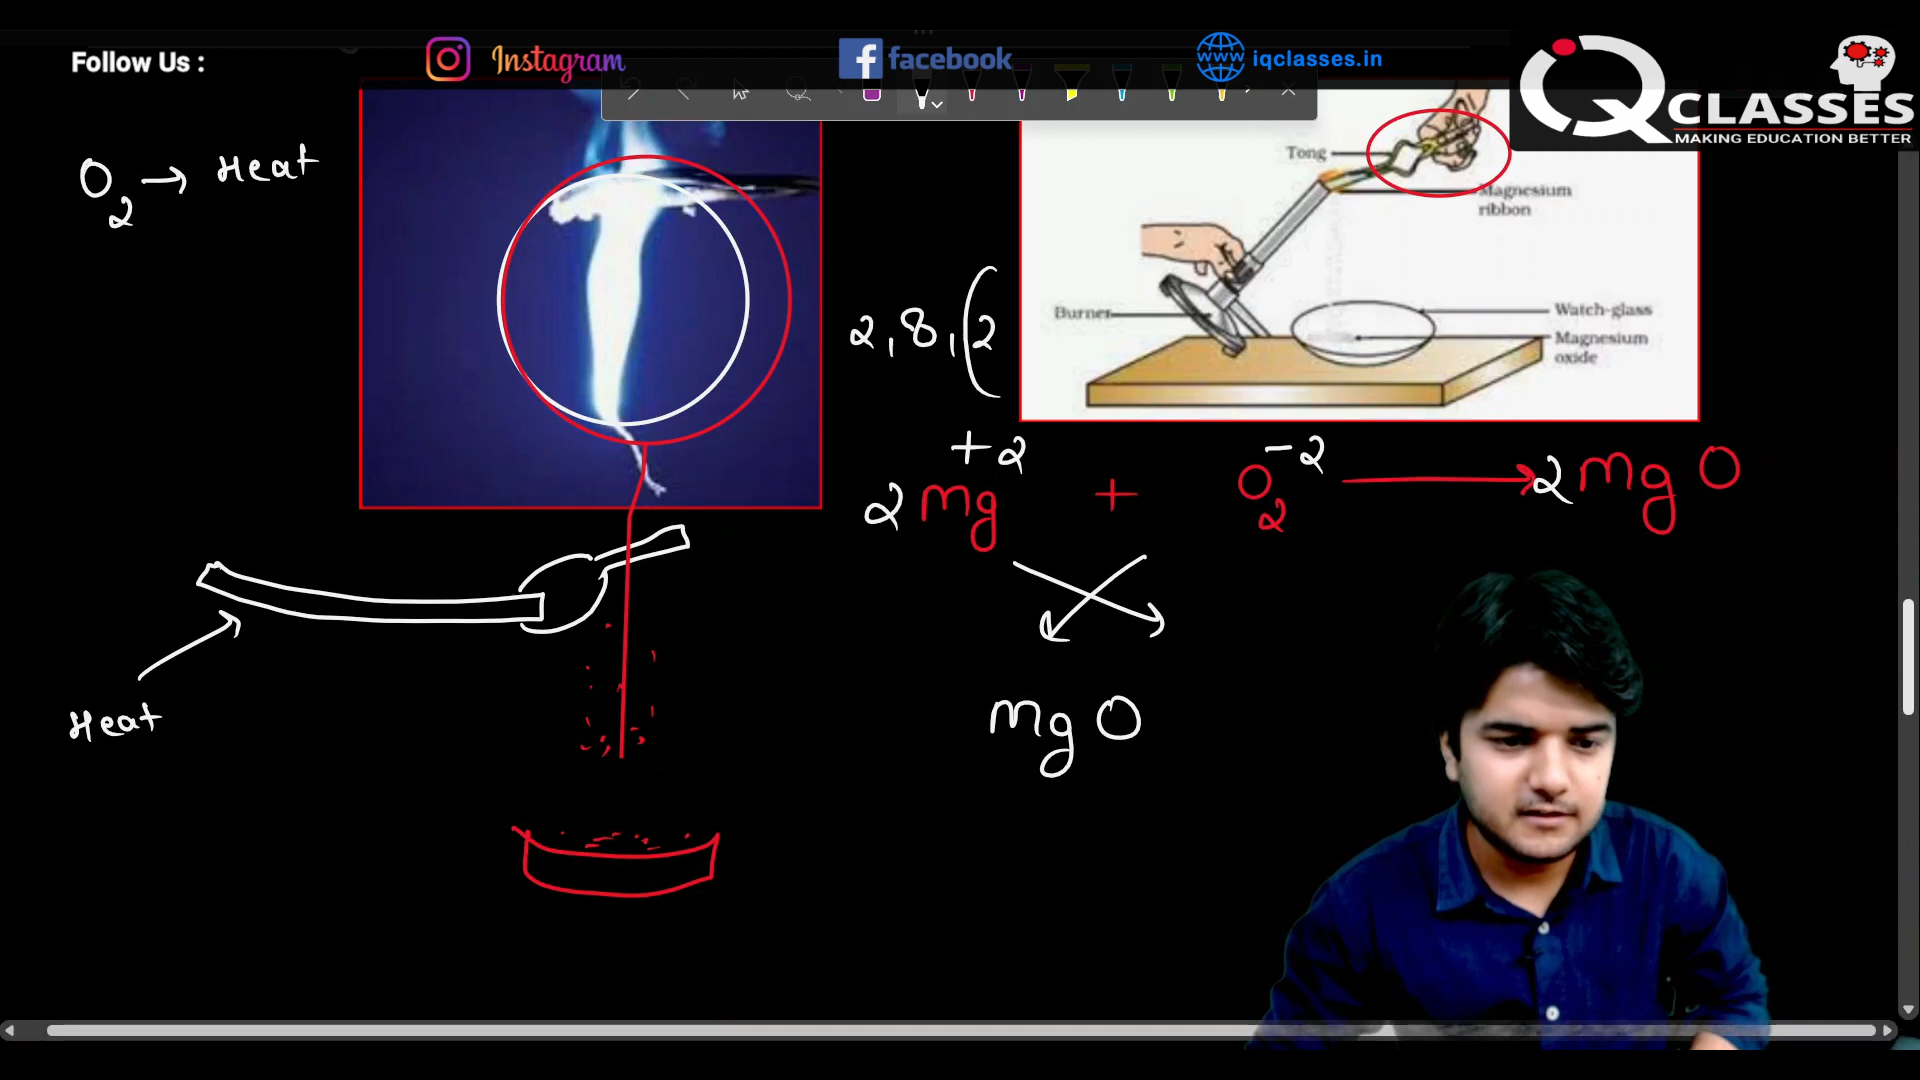 Follow Us :
Instagram
facebook
iqclasses.in
IQ CLASSES
MAKING EDUCATION BETTER
O₂ → Heat
Tong
Magnesium
ribbon
Burner
Watch-glass
Magnesium
oxide
2,8,(2
2 Mg⁺² + O₂⁻² → 2 Mg O
Heat
Mg O